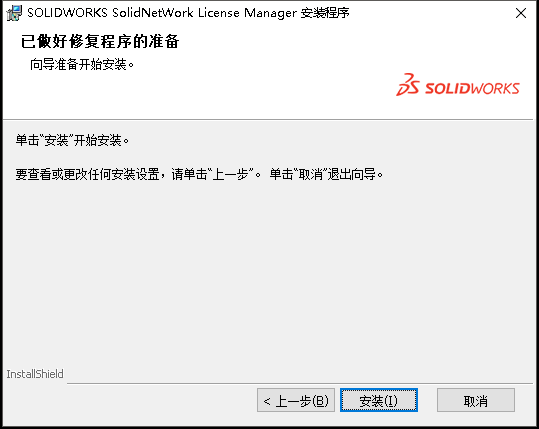 SOLIDWORKS SolidNetWork License Manager 安装程序
已做好修复程序的准备
向导准备开始安装。
SOLIDWORKS
单击“安装”开始安装。
要查看或更改任何安装设置，请单击“上一步”。 单击“取消”退出向导。
InstallShield
< 上一步(B) 安装(I) 取消